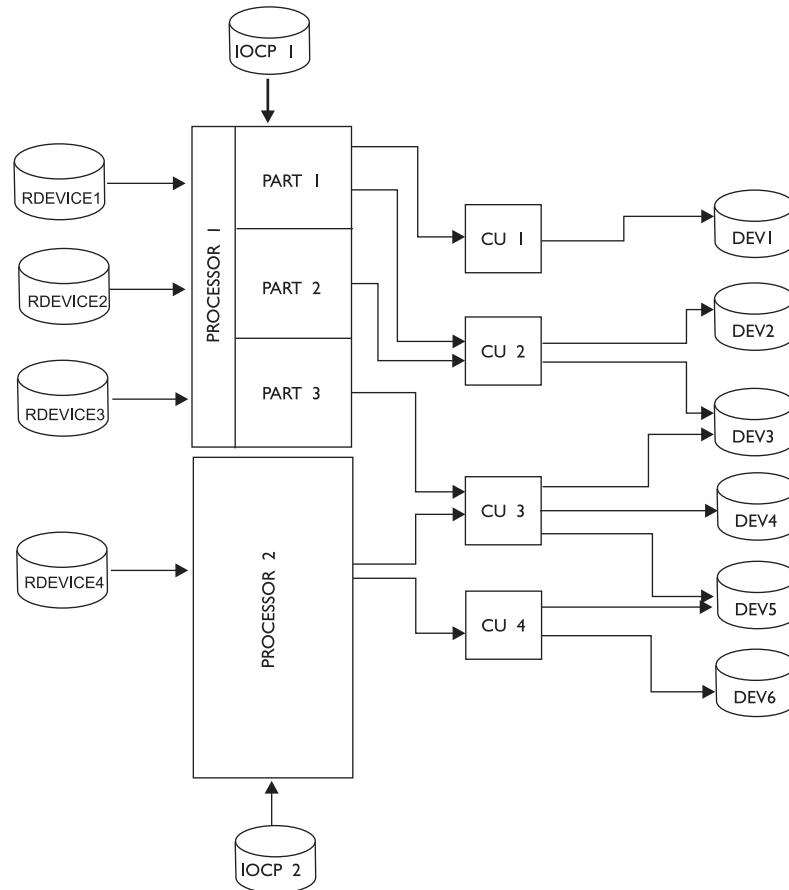 IOCP 1
RDEVICE1
RDEVICE2
RDEVICE3
RDEVICE4
PROCESSOR 1
PART 1
PART 2
PART 3
PROCESSOR 2
CU 1
CU 2
CU 3
CU 4
DEV1
DEV2
DEV3
DEV4
DEV5
DEV6
IOCP 2